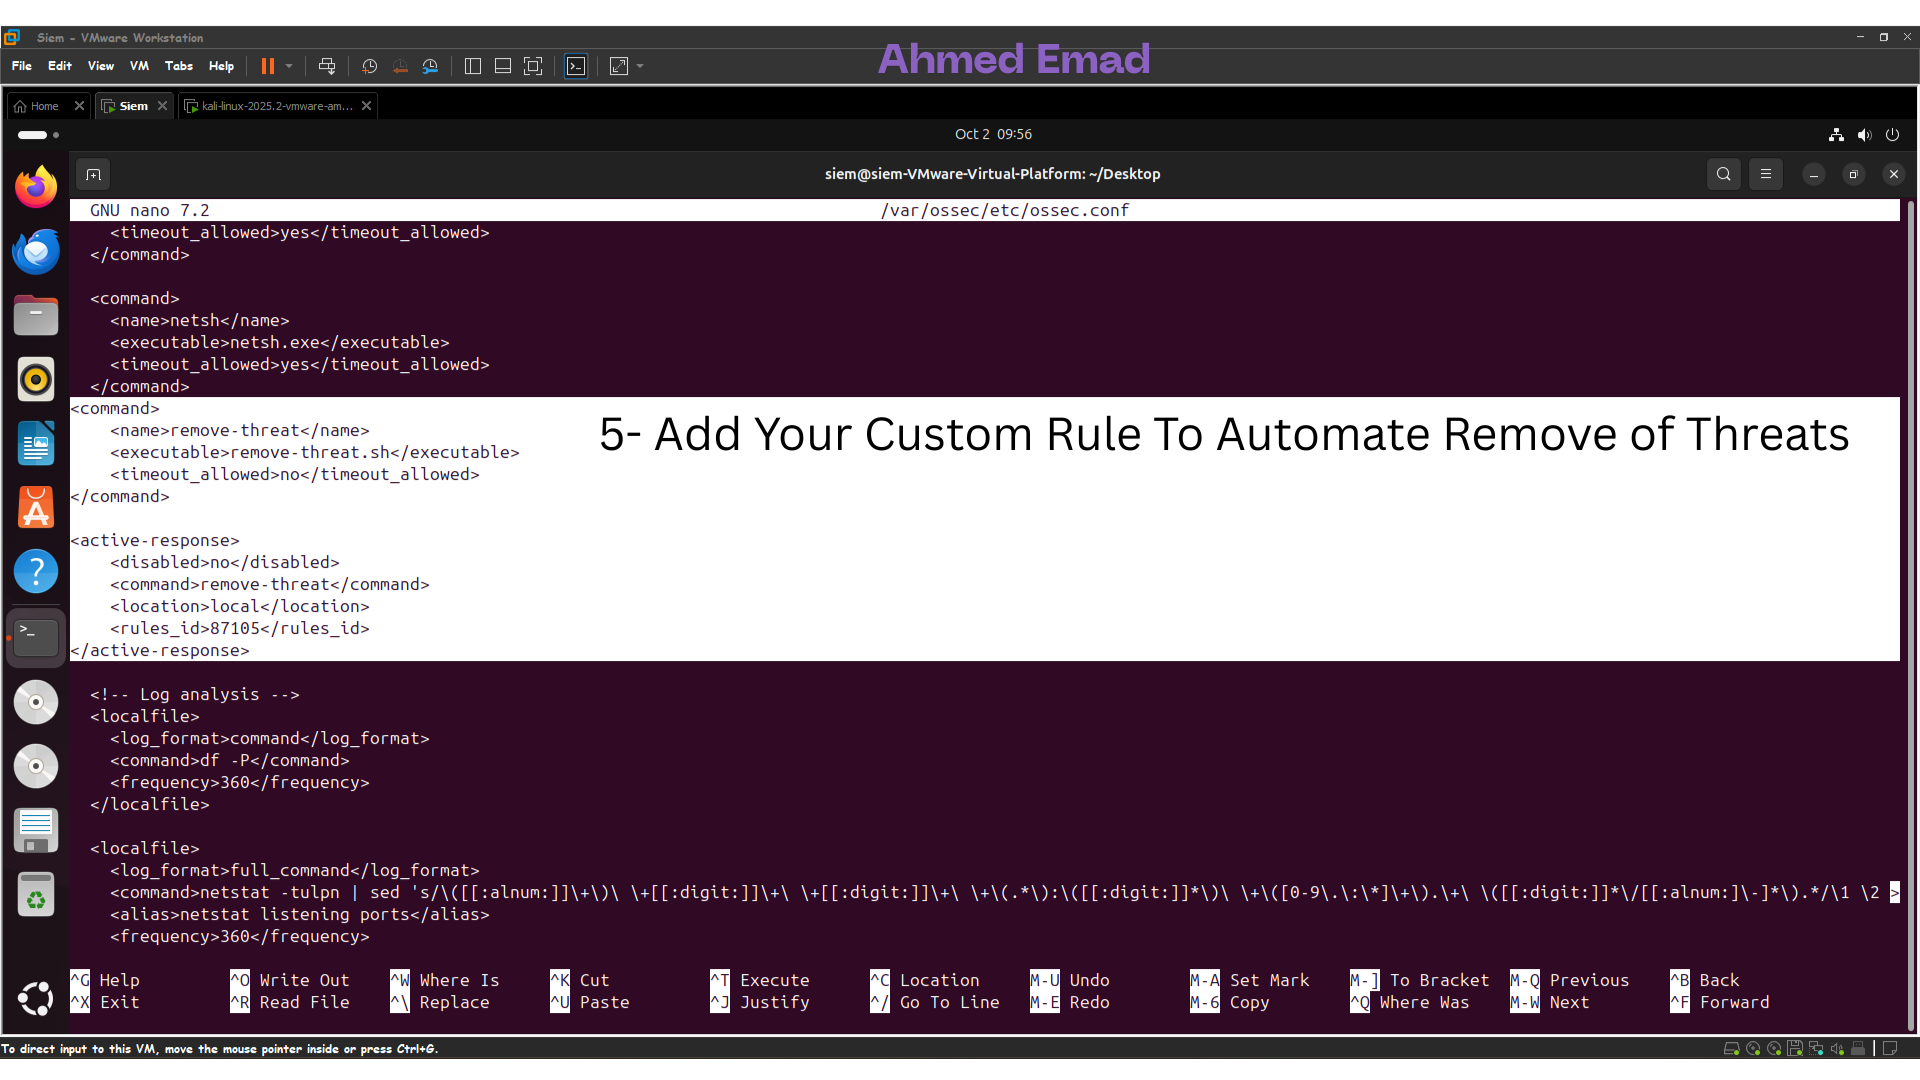 Siem - VMware Workstation
Ahmed Emad
File Edit View VM Tabs Help
Home Siem kali-linux-2025.2-vmware-am...
Oct 2 09:56
siem@siem-VMware-Virtual-Platform: ~/Desktop
GNU nano 7.2 /var/ossec/etc/ossec.conf
<timeout_allowed>yes</timeout_allowed>
</command>
<command>
<name>netsh</name>
<executable>netsh.exe</executable>
<timeout_allowed>yes</timeout_allowed>
</command>
<command>
<name>remove-threat</name>
5- Add Your Custom Rule To Automate Remove of Threats
<executable>remove-threat.sh</executable>
<timeout_allowed>no</timeout_allowed>
</command>
<active-response>
<disabled>no</disabled>
<command>remove-threat</command>
<location>local</location>
<rules_id>87105</rules_id>
</active-response>
<!-- Log analysis -->
<localfile>
<log_format>command</log_format>
<command>df -P</command>
<frequency>360</frequency>
</localfile>
<localfile>
<log_format>full_command</log_format>
<command>netstat -tulpn | sed 's/\([[:alnum:]]\+\)\ \+[[:digit:]]\+\ \+[[:digit:]]\+\ \+\(.*\):\([[:digit:]]*\)\ \+\([0-9\.\:\*]\+\).\+\ \([[:digit:]]*\/[[:alnum:]\-]*\).*/\1 \2 >
<alias>netstat listening ports</alias>
<frequency>360</frequency>
^G Help ^O Write Out ^W Where Is ^K Cut ^T Execute ^C Location M-U Undo M-A Set Mark M-] To Bracket M-Q Previous ^B Back
^X Exit ^R Read File ^\ Replace ^U Paste ^J Justify ^/ Go To Line M-E Redo M-6 Copy ^Q Where Was M-W Next ^F Forward
To direct input to this VM, move the mouse pointer inside or press Ctrl+G.